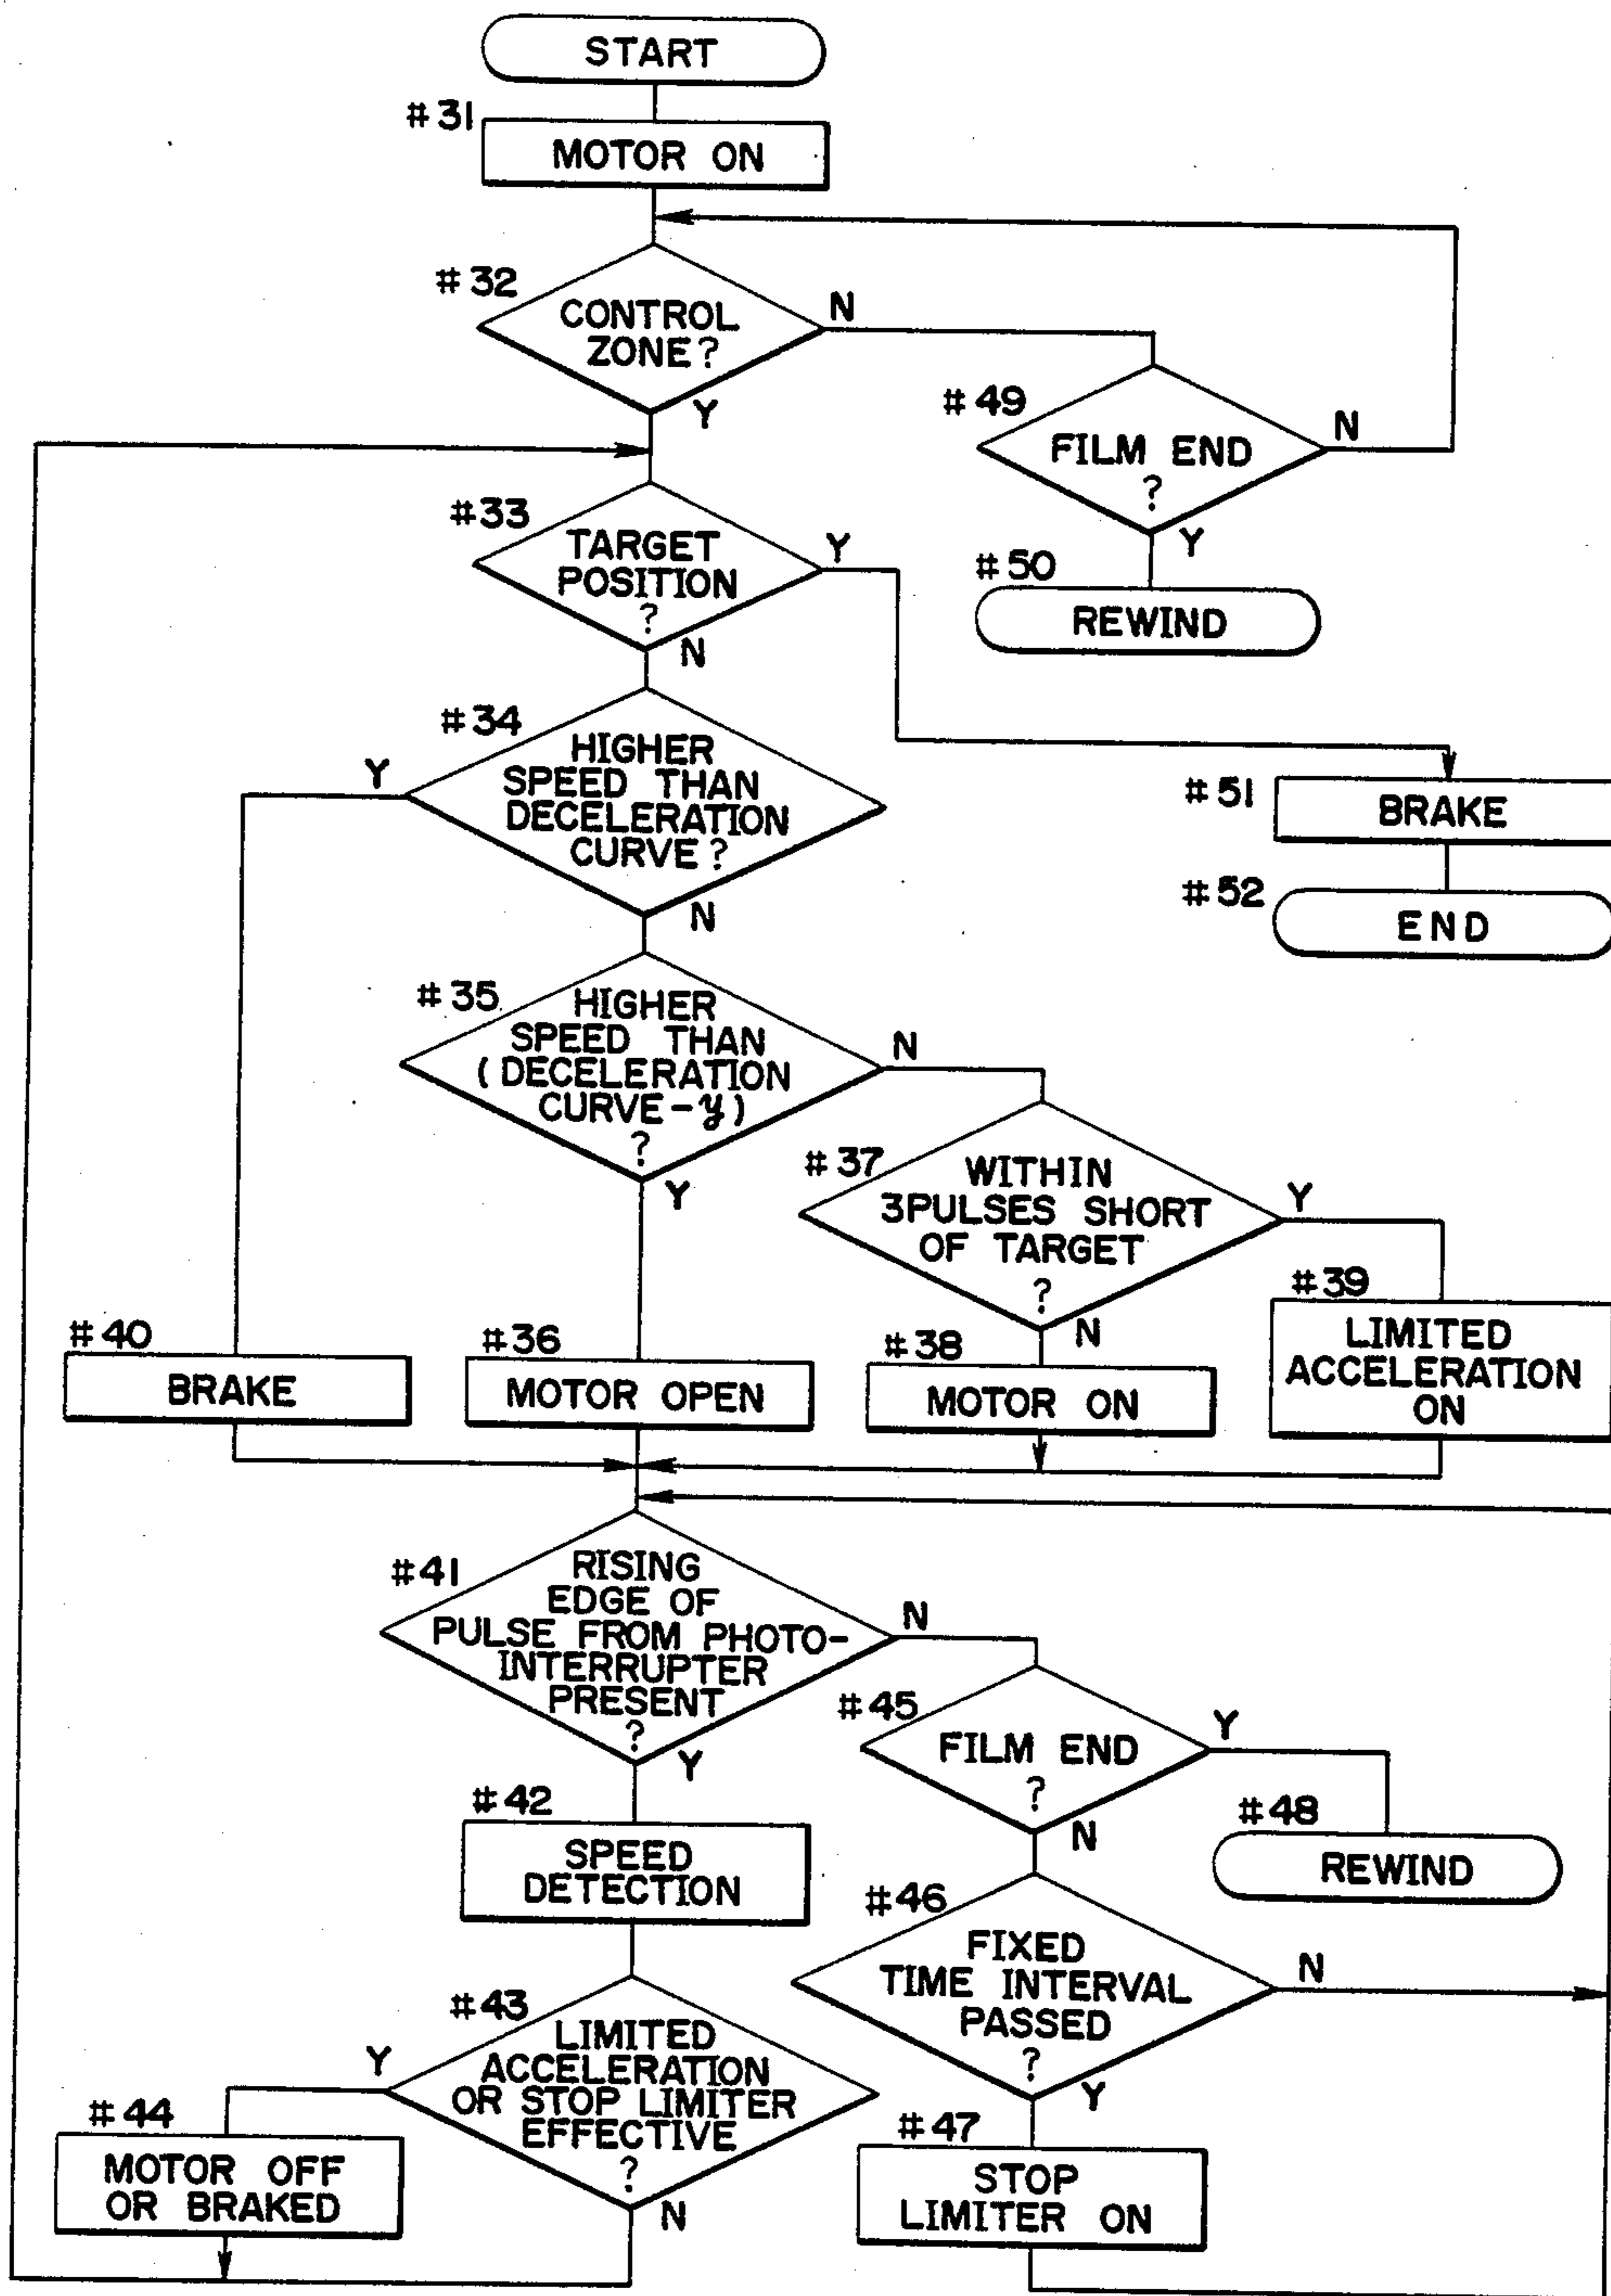 START
#31
MOTOR ON
#32
CONTROL
ZONE?
N
Y
#49
FILM END
?
N
Y
#33
TARGET
POSITION
?
Y
N
#50
REWIND
#34
HIGHER
SPEED THAN
DECELERATION
CURVE?
Y
N
#51
BRAKE
#52
END
#35
HIGHER
SPEED THAN
(DECELERATION
CURVE-y)
?
N
Y
#37
WITHIN
3PULSES SHORT
OF TARGET
?
Y
N
#39
LIMITED
ACCELERATION
ON
#40
BRAKE
#36
MOTOR OPEN
#38
MOTOR ON
#41
RISING
EDGE OF
PULSE FROM PHOTO-
INTERRUPTER
PRESENT
?
N
Y
#45
FILM END
?
Y
N
#42
SPEED
DETECTION
#48
REWIND
#46
FIXED
TIME INTERVAL
PASSED
?
N
Y
#43
LIMITED
ACCELERATION
OR STOP LIMITER
EFFECTIVE
?
Y
N
#44
MOTOR OFF
OR BRAKED
#47
STOP
LIMITER ON